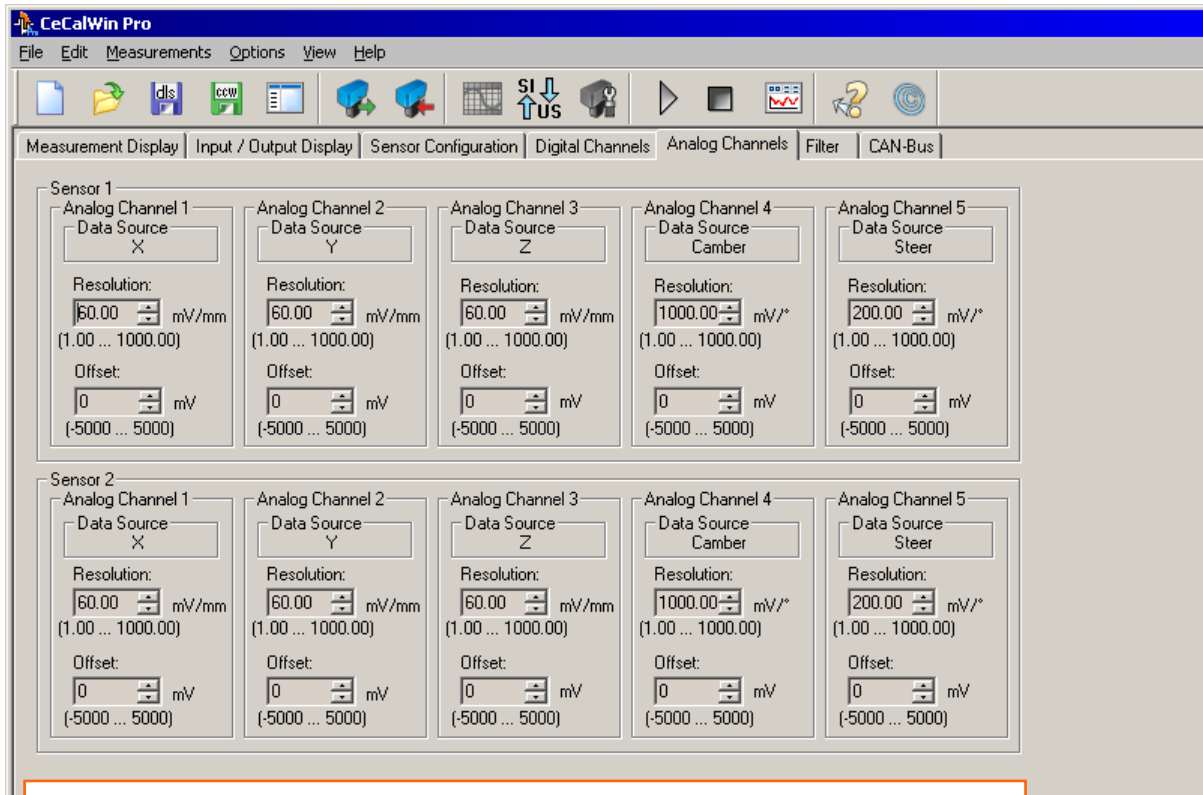 CeCalWin Pro
File Edit Measurements Options View Help
dls ccw SI US
Measurement Display Input / Output Display Sensor Configuration Digital Channels Analog Channels Filter CAN-Bus
Sensor 1
Analog Channel 1 Analog Channel 2 Analog Channel 3 Analog Channel 4 Analog Channel 5
Data Source Data Source Data Source Data Source Data Source
X Y Z Camber Steer
Resolution: Resolution: Resolution: Resolution: Resolution:
60.00 mV/mm 60.00 mV/mm 60.00 mV/mm 1000.00 mV/° 200.00 mV/°
(1.00 ... 1000.00) (1.00 ... 1000.00) (1.00 ... 1000.00) (1.00 ... 1000.00) (1.00 ... 1000.00)
Offset: Offset: Offset: Offset: Offset:
0 mV 0 mV 0 mV 0 mV 0 mV
(-5000 ... 5000) (-5000 ... 5000) (-5000 ... 5000) (-5000 ... 5000) (-5000 ... 5000)
Sensor 2
Analog Channel 1 Analog Channel 2 Analog Channel 3 Analog Channel 4 Analog Channel 5
Data Source Data Source Data Source Data Source Data Source
X Y Z Camber Steer
Resolution: Resolution: Resolution: Resolution: Resolution:
60.00 mV/mm 60.00 mV/mm 60.00 mV/mm 1000.00 mV/° 200.00 mV/°
(1.00 ... 1000.00) (1.00 ... 1000.00) (1.00 ... 1000.00) (1.00 ... 1000.00) (1.00 ... 1000.00)
Offset: Offset: Offset: Offset: Offset:
0 mV 0 mV 0 mV 0 mV 0 mV
(-5000 ... 5000) (-5000 ... 5000) (-5000 ... 5000) (-5000 ... 5000) (-5000 ... 5000)